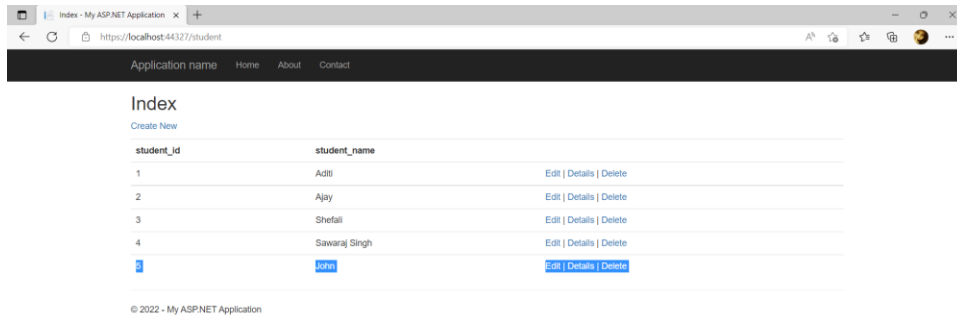 Index - My ASP.NET Application
https://localhost:44327/student
Application name Home About Contact
Index
Create New
student_id student_name
1 Aditi Edit | Details | Delete
2 Ajay Edit | Details | Delete
3 Shefali Edit | Details | Delete
4 Sawaraj Singh Edit | Details | Delete
5 John Edit | Details | Delete
© 2022 - My ASP.NET Application